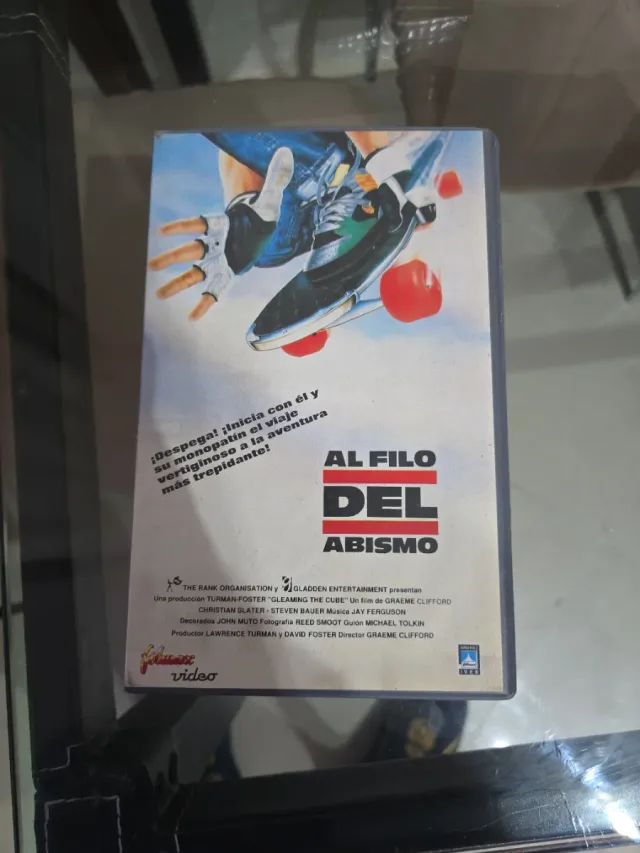 ¡Despega! ¡Inicia con él y
su monopatín el viaje
vertiginoso a la aventura
más trepidante!
AL FILO
DEL
ABISMO
THE RANK ORGANISATION y GLADDEN ENTERTAINMENT presentan
Una producción TURMAN-FOSTER "GLEAMING THE CUBE" Un film de GRAEME CLIFFORD
CHRISTIAN SLATER - STEVEN BAUER Música JAY FERGUSON
Decorados JOHN MUTO Fotografía REED SMOOT Guión MICHAEL TOLKIN
Productor LAWRENCE TURMAN y DAVID FOSTER Director GRAEME CLIFFORD
filmax
video
IVEX